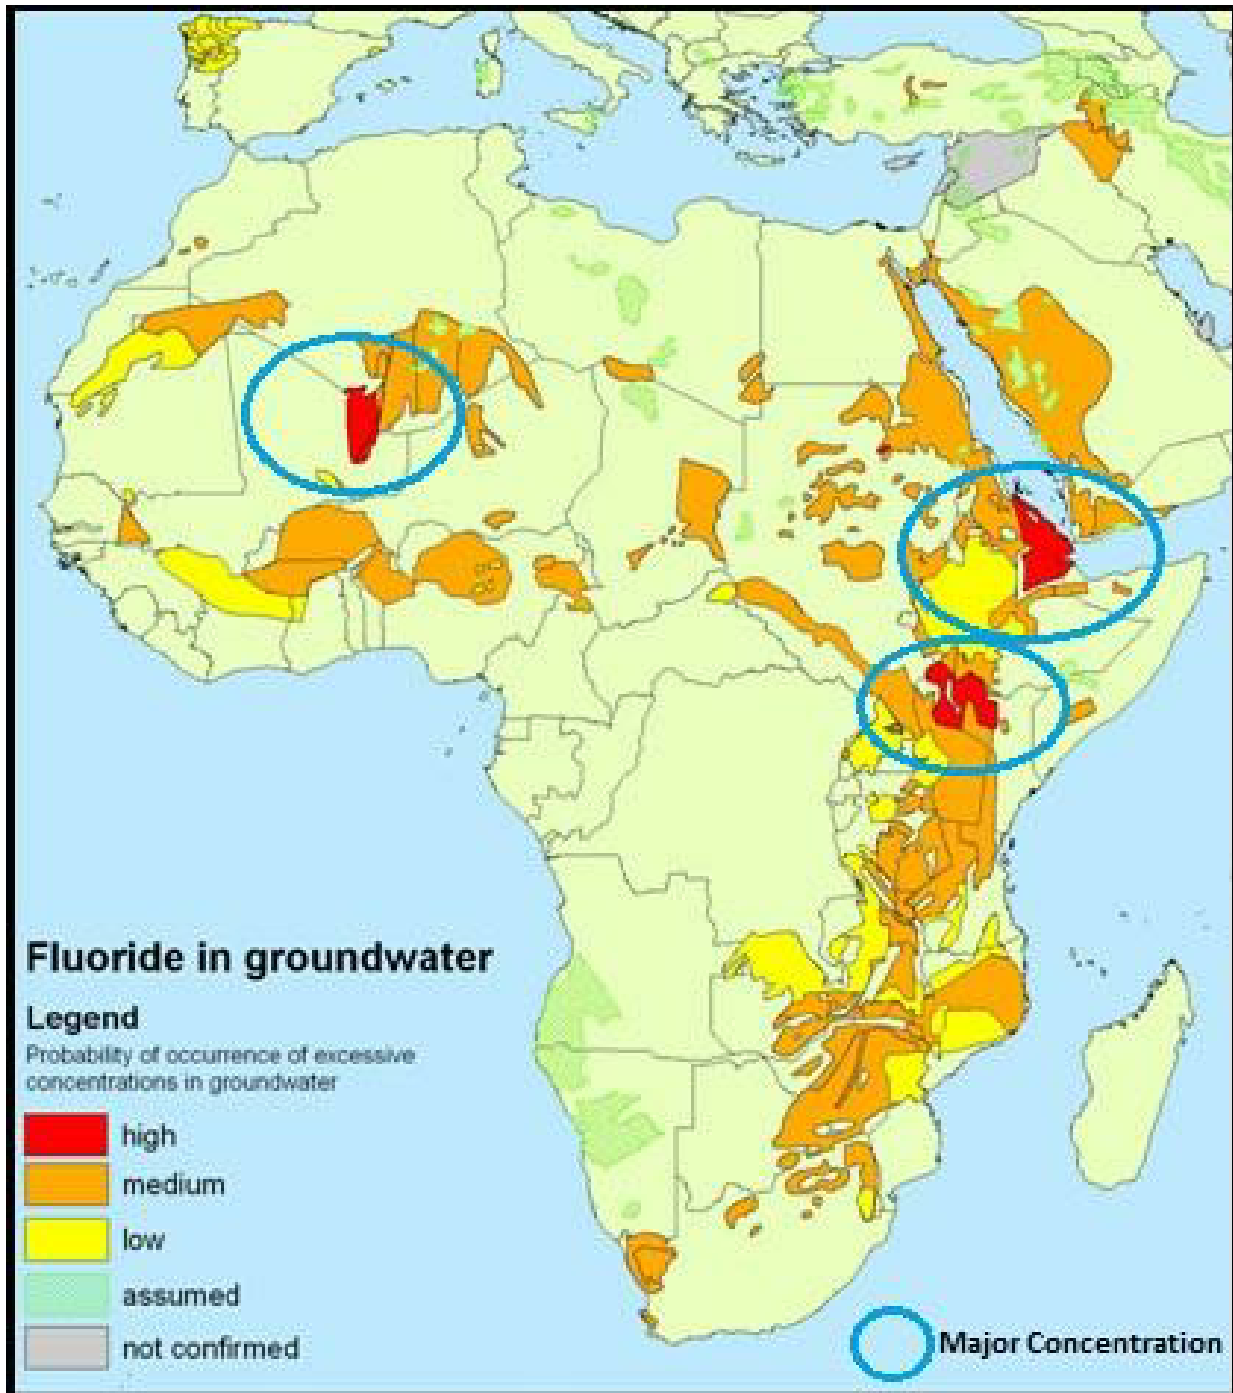 Fluoride in groundwater
Legend
Probability of occurrence of excessive
concentrations in groundwater
high
medium
low
assumed
not confirmed
Major Concentration